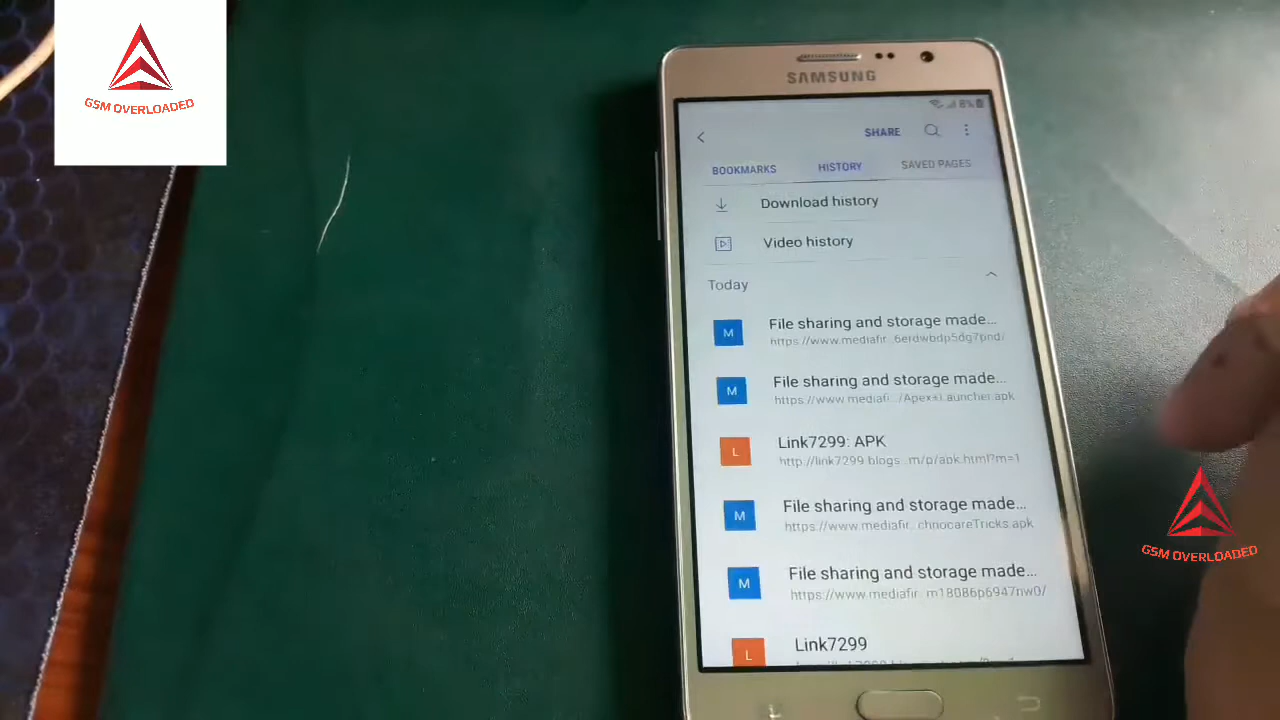 GSM OVERLOADED
SAMSUNG
8%
SHARE
BOOKMARKS
HISTORY
SAVED PAGES
Download history
Video history
Today
M
File sharing and storage made...
https://www.mediafir...6erdwbdp5dg7pnd/
M
File sharing and storage made...
https://www.mediafi.../Apex+Launcher.apk
L
Link7299: APK
http://link7299.blogs...m/p/apk.html?m=1
M
File sharing and storage made...
https://www.mediafir...chnocareTricks.apk
M
File sharing and storage made...
https://www.mediafir...m18086p6947nw0/
L
Link7299
GSM OVERLOADED